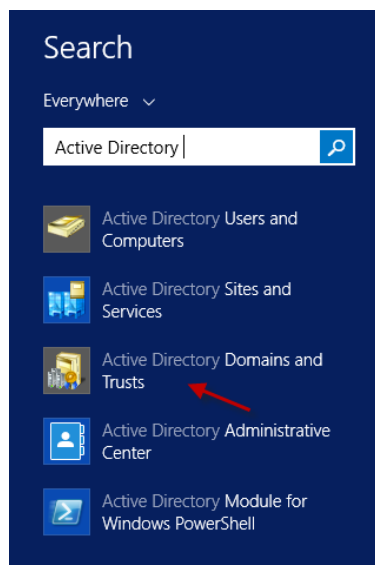 Search
Everywhere
Active Directory
Active Directory Users and
Computers
Active Directory Sites and
Services
Active Directory Domains and
Trusts
Active Directory Administrative
Center
Active Directory Module for
Windows PowerShell